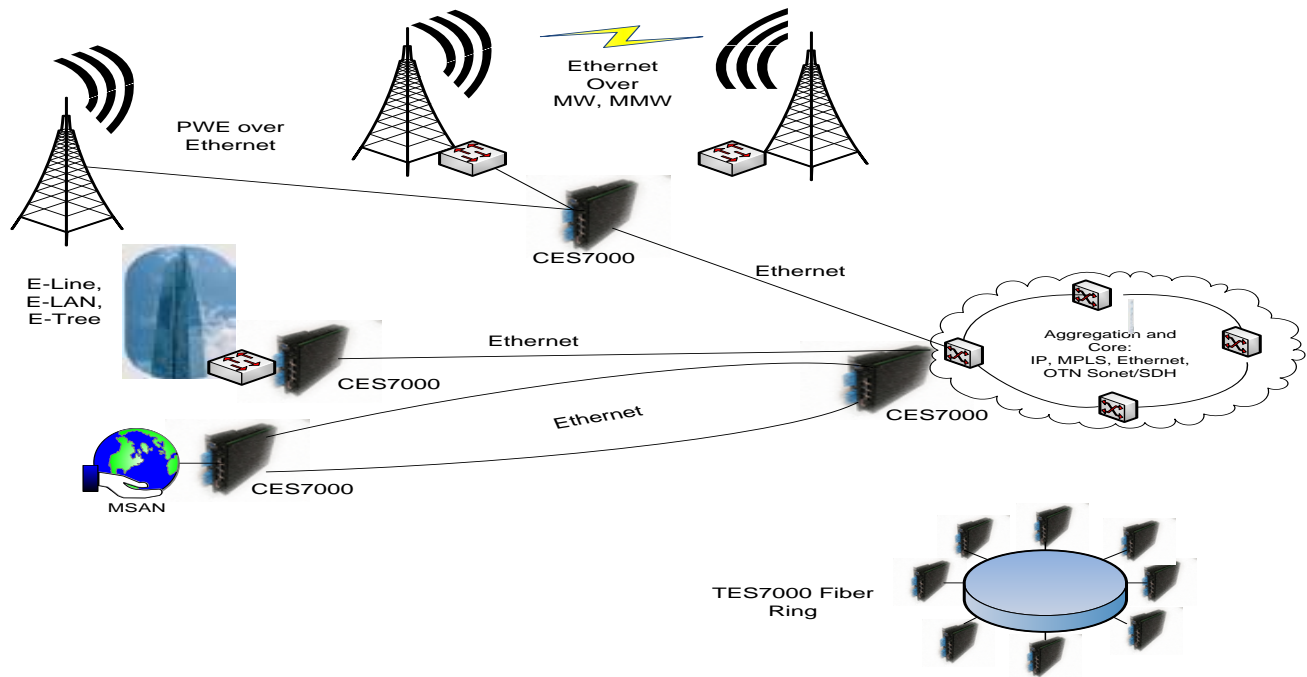 Ethernet
Over
MW, MMW
PWE over
Ethernet
CES7000
Ethernet
E-Line,
E-LAN,
E-Tree
Ethernet
CES7000
Aggregation and
Core:
IP, MPLS, Ethernet,
OTN Sonet/SDH
CES7000
Ethernet
CES7000
MSAN
TES7000 Fiber
Ring